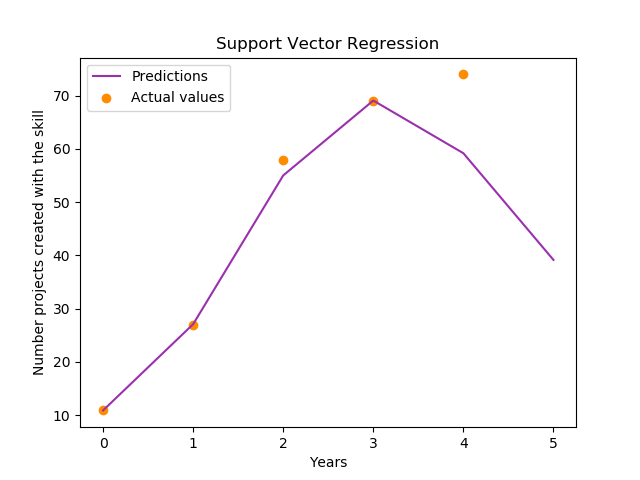 Support Vector Regression
Predictions
Actual values
Number projects created with the skill
70
60
50
40
30
20
10
0 1 2 3 4 5
Years